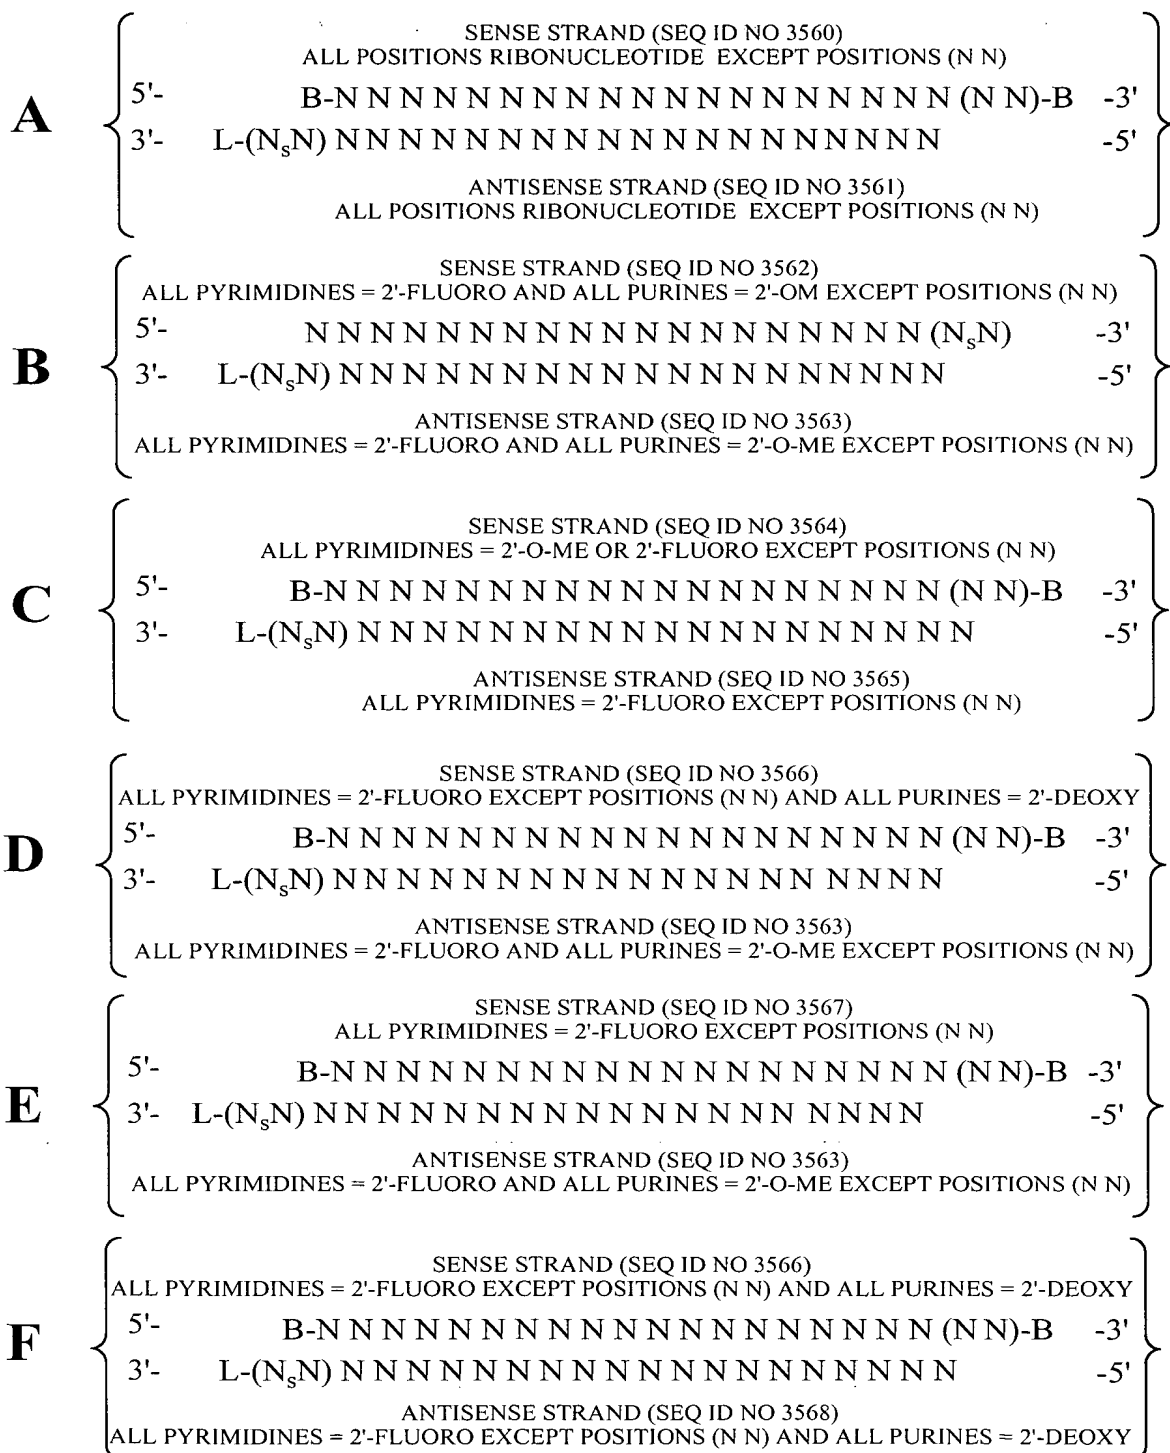 A
SENSE STRAND (SEQ ID NO 3560)
ALL POSITIONS RIBONUCLEOTIDE EXCEPT POSITIONS (N N)
5'- B-N N N N N N N N N N N N N N N N N N N (N N)-B -3'
3'- L-(NsN) N N N N N N N N N N N N N N N N N N N -5'
ANTISENSE STRAND (SEQ ID NO 3561)
ALL POSITIONS RIBONUCLEOTIDE EXCEPT POSITIONS (N N)
B
SENSE STRAND (SEQ ID NO 3562)
ALL PYRIMIDINES = 2'-FLUORO AND ALL PURINES = 2'-OM EXCEPT POSITIONS (N N)
5'- N N N N N N N N N N N N N N N N N N N (NsN) -3'
3'- L-(NsN) N N N N N N N N N N N N N N N N N N N -5'
ANTISENSE STRAND (SEQ ID NO 3563)
ALL PYRIMIDINES = 2'-FLUORO AND ALL PURINES = 2'-O-ME EXCEPT POSITIONS (N N)
C
SENSE STRAND (SEQ ID NO 3564)
ALL PYRIMIDINES = 2'-O-ME OR 2'-FLUORO EXCEPT POSITIONS (N N)
5'- B-N N N N N N N N N N N N N N N N N N N (N N)-B -3'
3'- L-(NsN) N N N N N N N N N N N N N N N N N N N -5'
ANTISENSE STRAND (SEQ ID NO 3565)
ALL PYRIMIDINES = 2'-FLUORO EXCEPT POSITIONS (N N)
D
SENSE STRAND (SEQ ID NO 3566)
ALL PYRIMIDINES = 2'-FLUORO EXCEPT POSITIONS (N N) AND ALL PURINES = 2'-DEOXY
5'- B-N N N N N N N N N N N N N N N N N N N (N N)-B -3'
3'- L-(NsN) N N N N N N N N N N N N N N N N N N N -5'
ANTISENSE STRAND (SEQ ID NO 3563)
ALL PYRIMIDINES = 2'-FLUORO AND ALL PURINES = 2'-O-ME EXCEPT POSITIONS (N N)
E
SENSE STRAND (SEQ ID NO 3567)
ALL PYRIMIDINES = 2'-FLUORO EXCEPT POSITIONS (N N)
5'- B-N N N N N N N N N N N N N N N N N N N (N N)-B -3'
3'- L-(NsN) N N N N N N N N N N N N N N N N N N N -5'
ANTISENSE STRAND (SEQ ID NO 3563)
ALL PYRIMIDINES = 2'-FLUORO AND ALL PURINES = 2'-O-ME EXCEPT POSITIONS (N N)
F
SENSE STRAND (SEQ ID NO 3566)
ALL PYRIMIDINES = 2'-FLUORO EXCEPT POSITIONS (N N) AND ALL PURINES = 2'-DEOXY
5'- B-N N N N N N N N N N N N N N N N N N N (N N)-B -3'
3'- L-(NsN) N N N N N N N N N N N N N N N N N N N -5'
ANTISENSE STRAND (SEQ ID NO 3568)
ALL PYRIMIDINES = 2'-FLUORO EXCEPT POSITIONS (N N) AND ALL PURINES = 2'-DEOXY